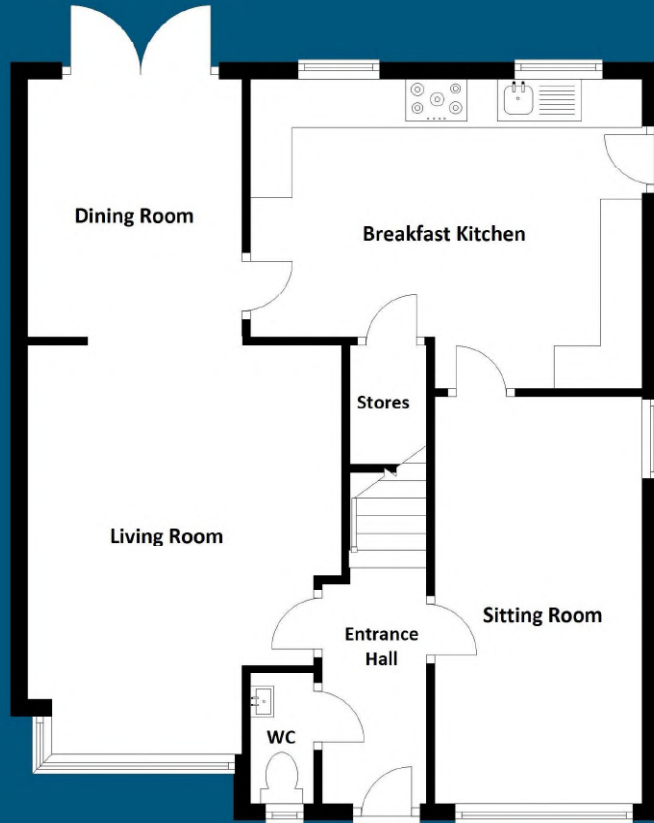 Dining Room
Breakfast Kitchen
Stores
Living Room
Sitting Room
Entrance
Hall
WC